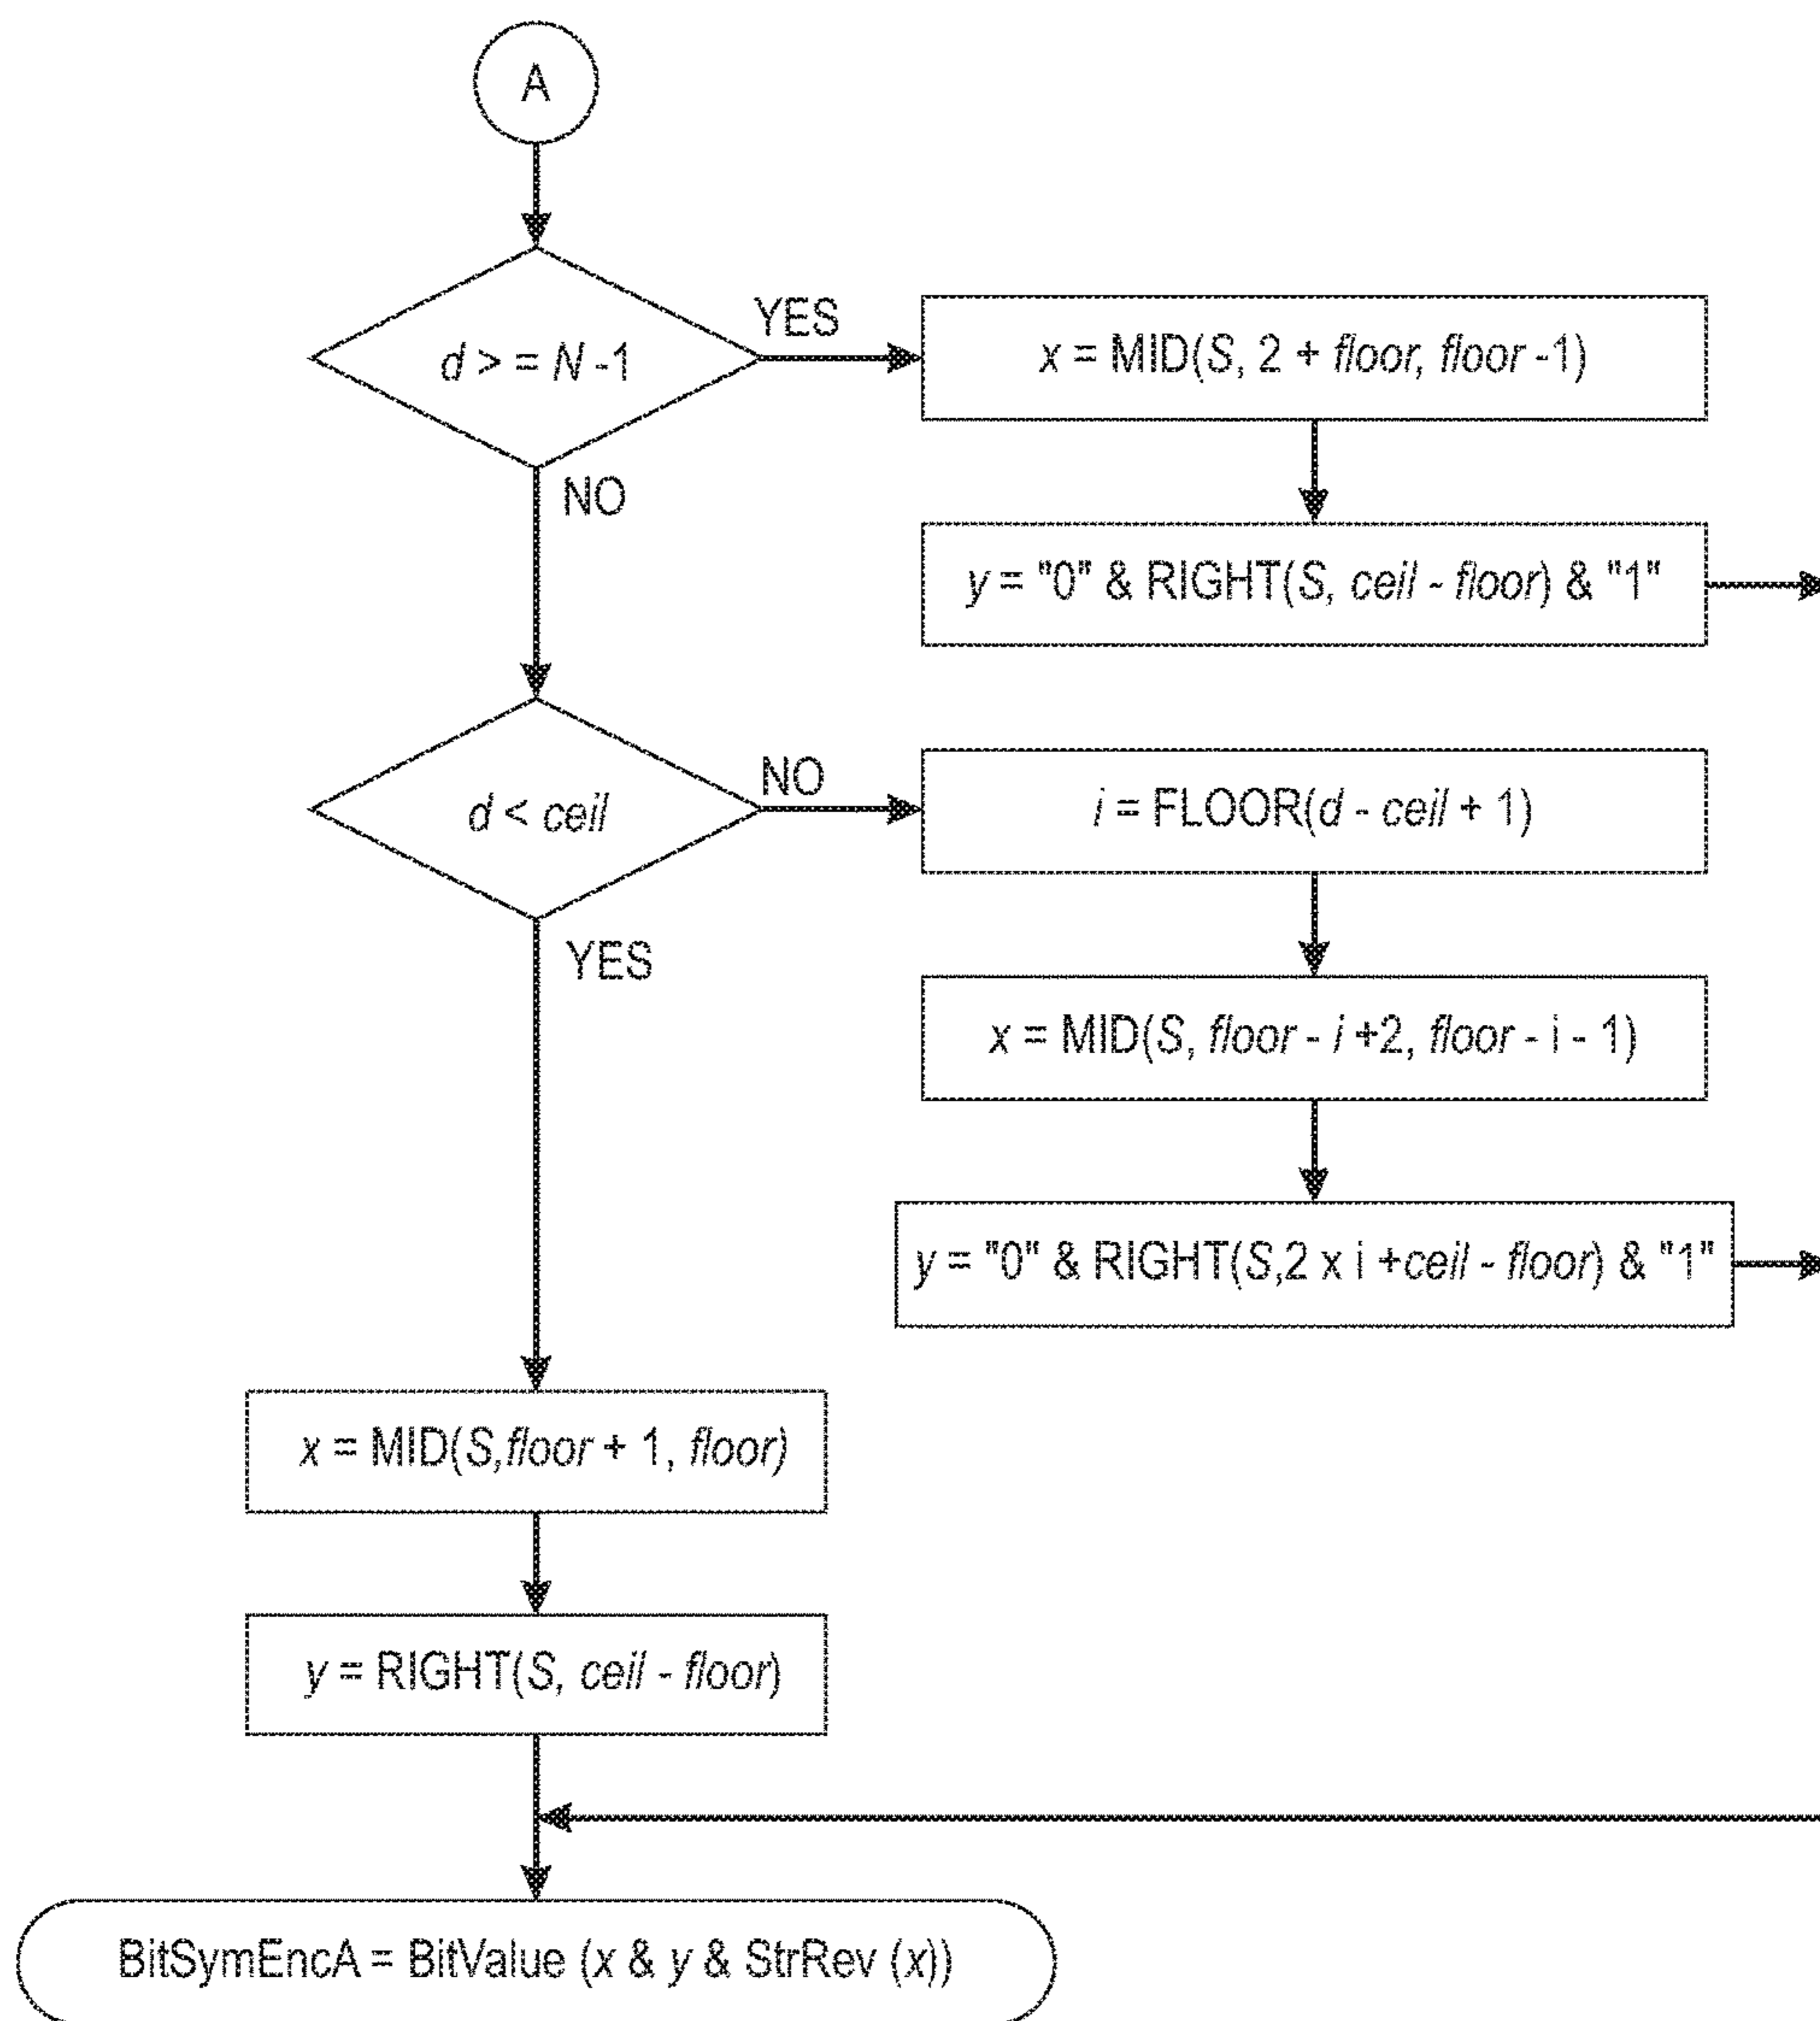 A
d > = N -1
YES
x = MID(S, 2 + floor, floor -1)
NO
y = "0" & RIGHT(S, ceil - floor) & "1"
d < ceil
NO
i = FLOOR(d - ceil + 1)
YES
x = MID(S, floor - i +2, floor - i - 1)
y = "0" & RIGHT(S,2 x i +ceil - floor) & "1"
x = MID(S,floor + 1, floor)
y = RIGHT(S, ceil - floor)
BitSymEncA = BitValue (x & y & StrRev (x))